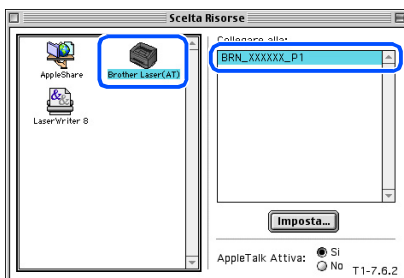 Scelta Risorse
Collegare alla:
AppleShare
Brother Laser(AT)
BRN_XXXXXX_P1
LaserWriter 8
Imposta...
AppleTalk Attiva:
Si
No
T1-7.6.2